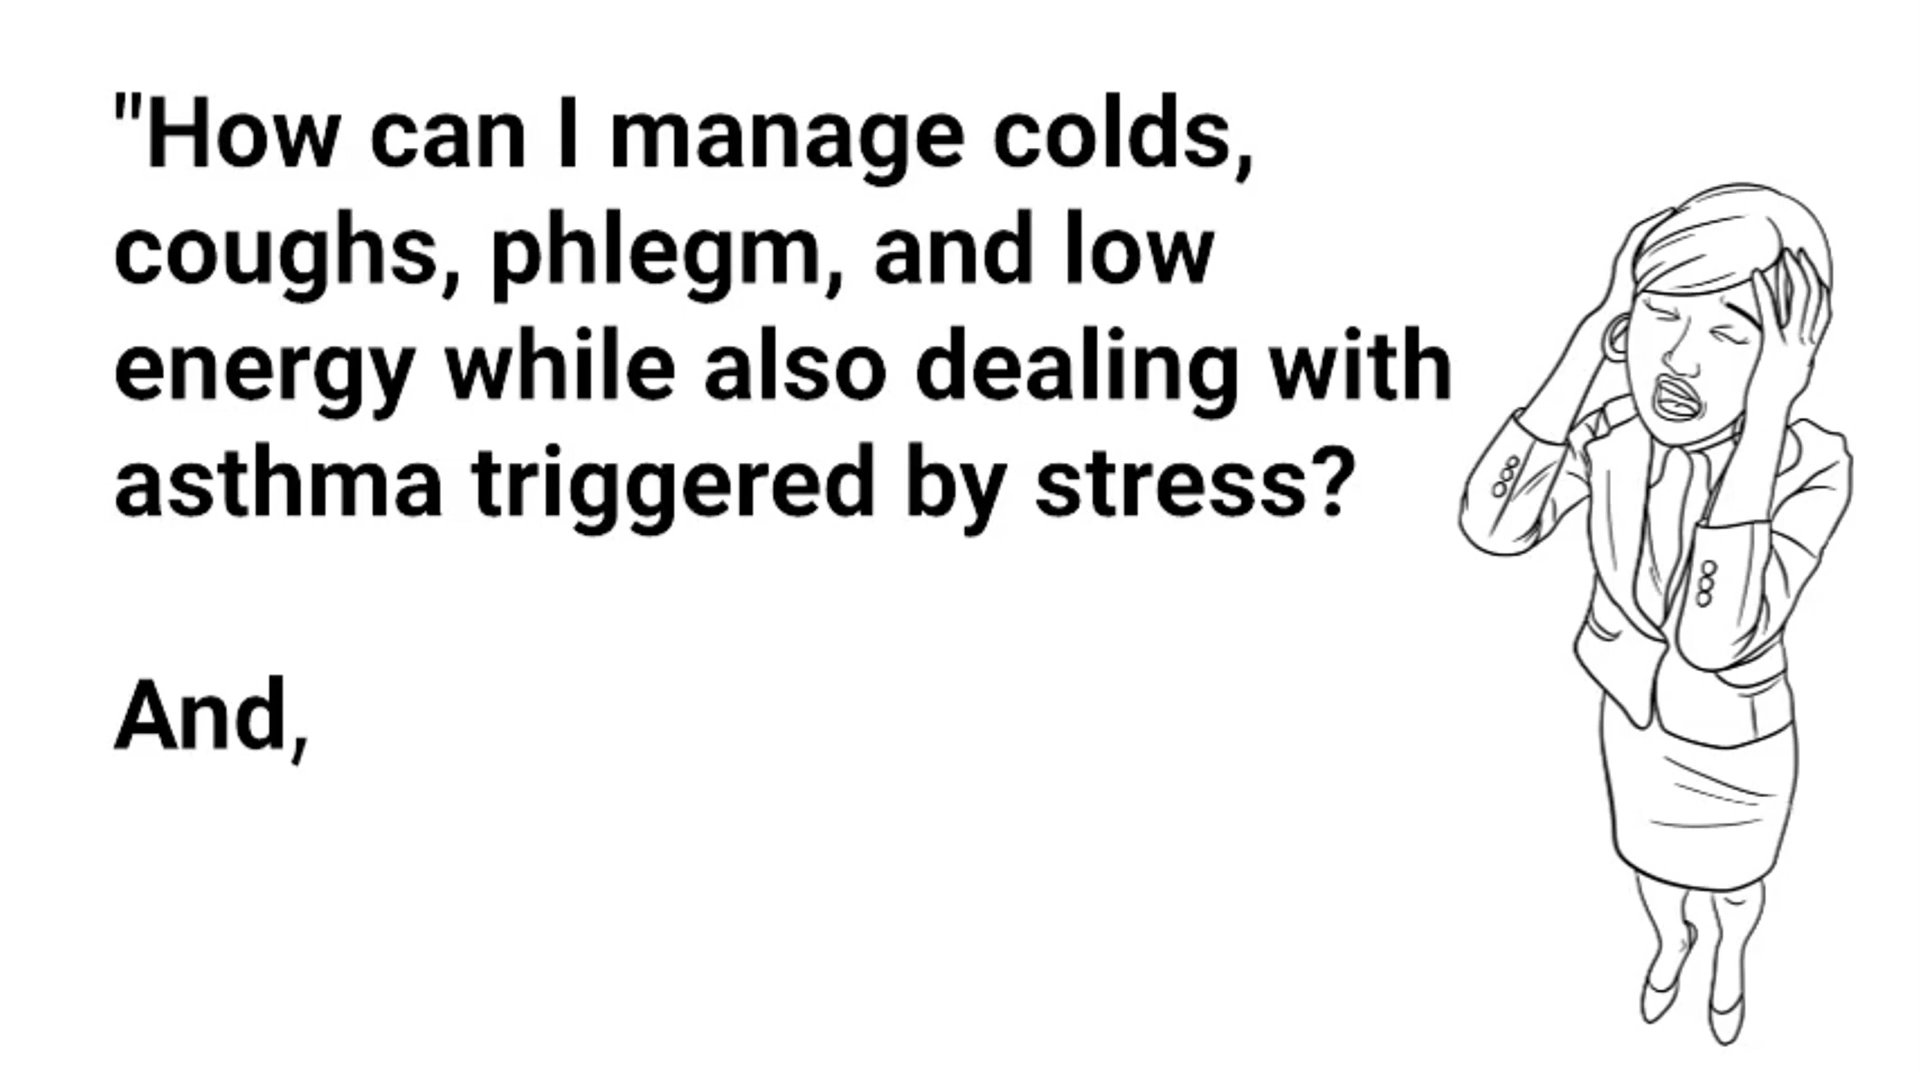 "How can I manage colds,
coughs, phlegm, and low
energy while also dealing with
asthma triggered by stress?
And,